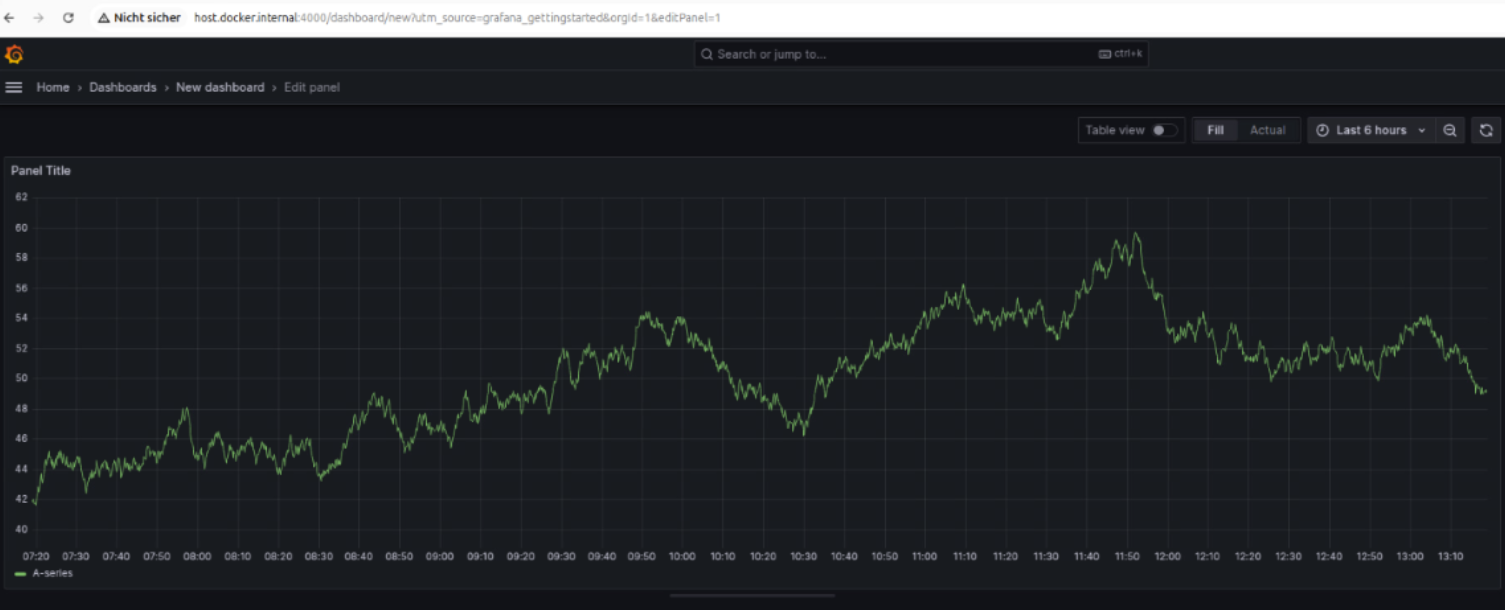 Nicht sicher host.docker.internal:4000/dashboard/new?utm_source=grafana_gettingstarted&orgId=1&editPanel=1
Search or jump to... ctrl+k
Home › Dashboards › New dashboard › Edit panel
Table view Fill Actual Last 6 hours
Panel Title
62
60
58
56
54
52
50
48
46
44
42
40
07:20 07:30 07:40 07:50 08:00 08:10 08:20 08:30 08:40 08:50 09:00 09:10 09:20 09:30 09:40 09:50 10:00 10:10 10:20 10:30 10:40 10:50 11:00 11:10 11:20 11:30 11:40 11:50 12:00 12:10 12:20 12:30 12:40 12:50 13:00 13:10
A-series